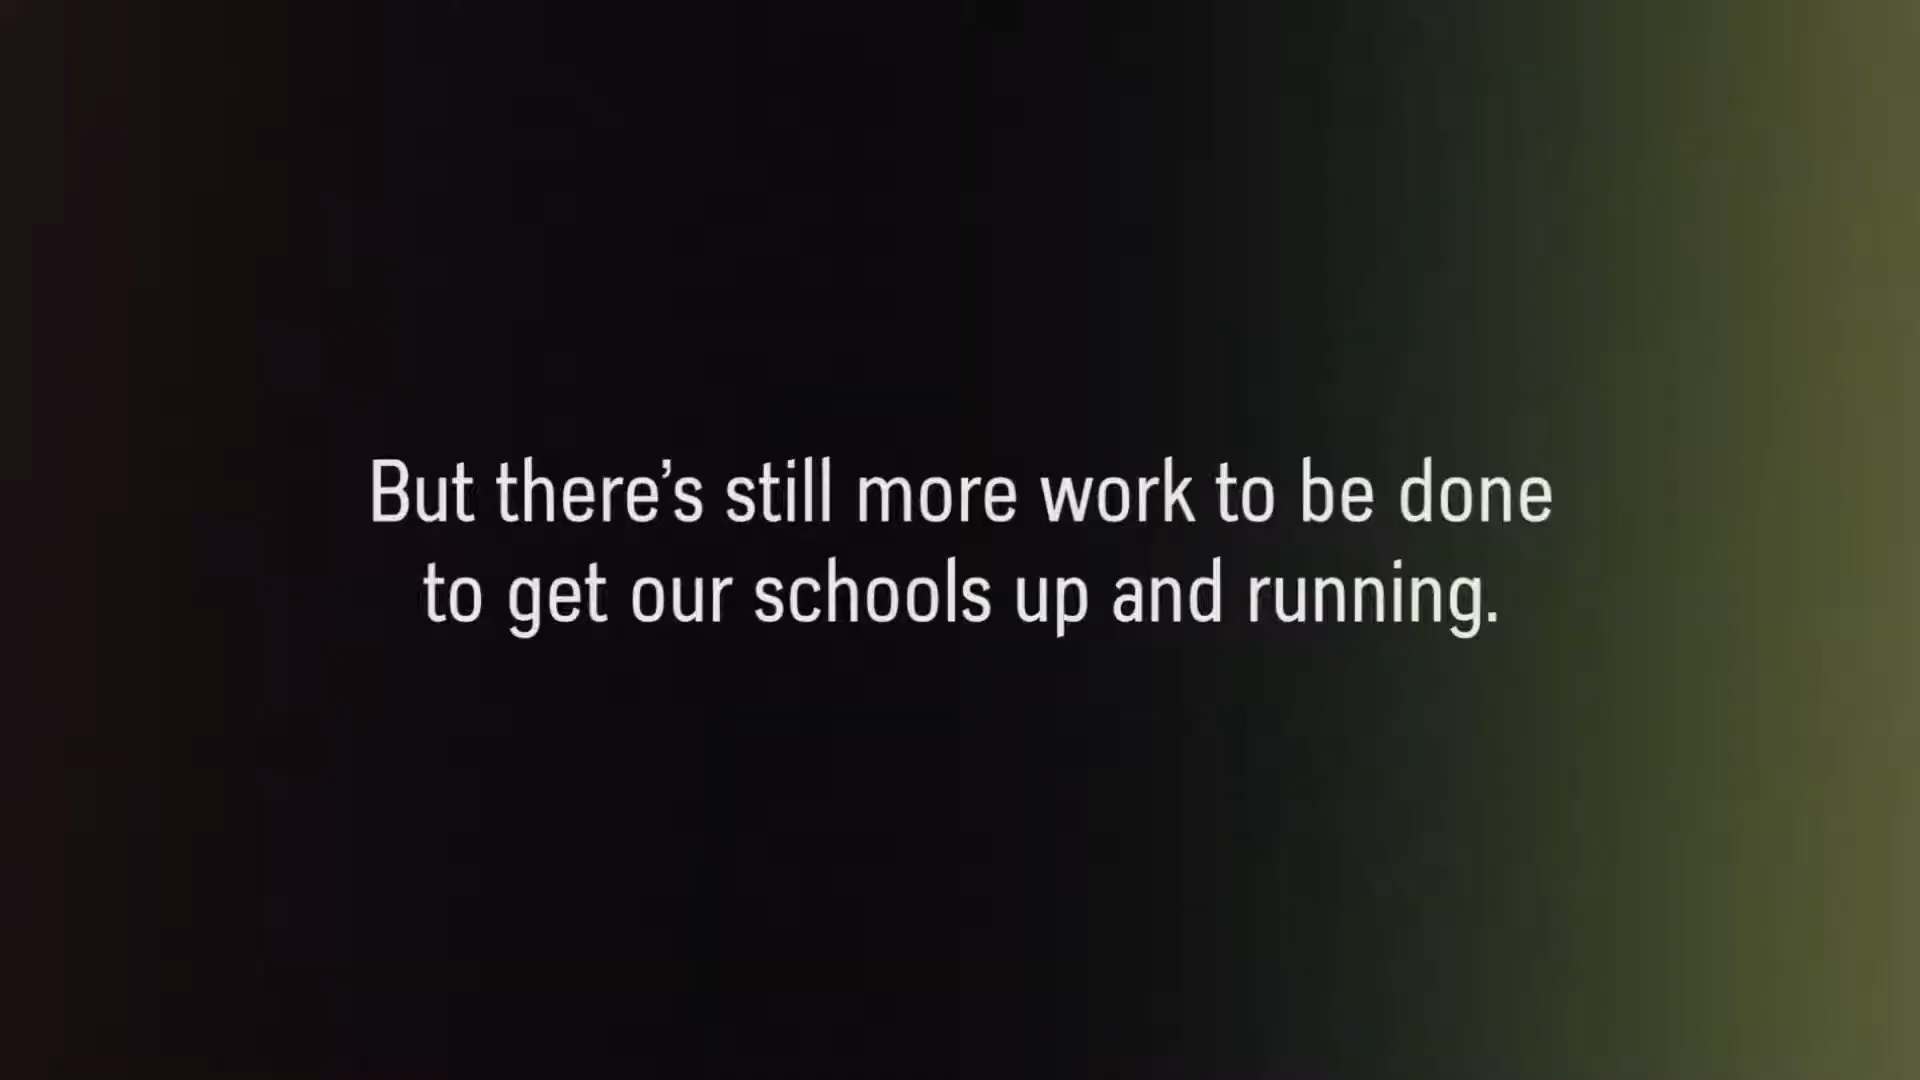 But there’s still more work to be done
to get our schools up and running.